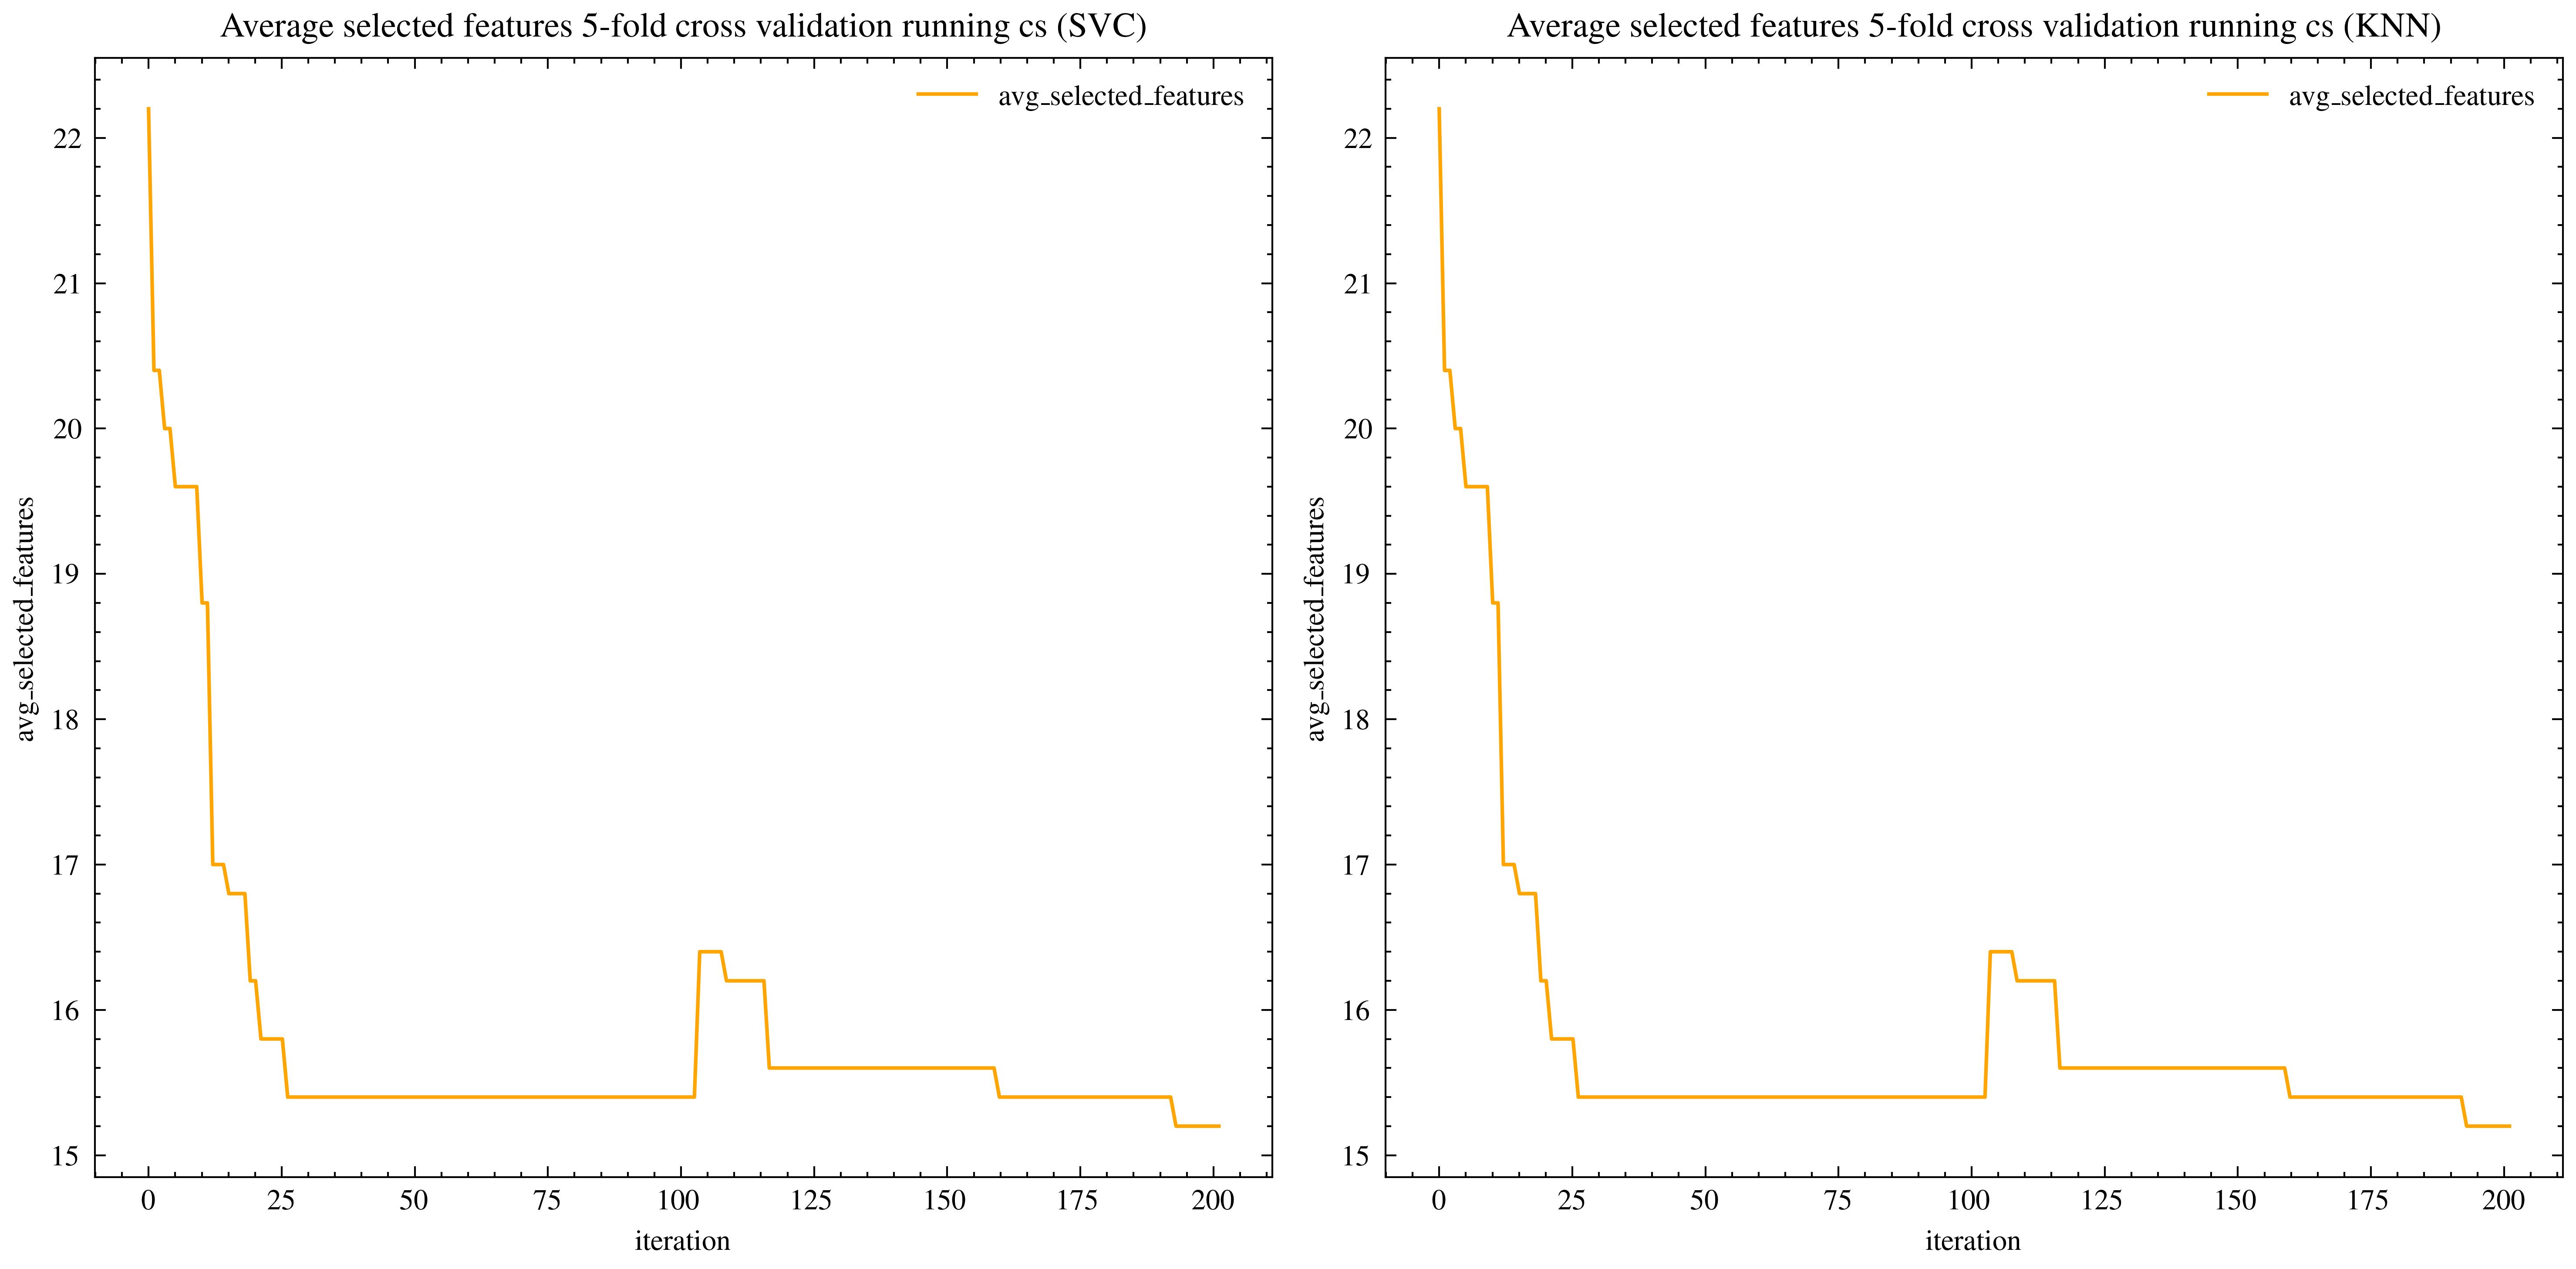 Average selected features 5-fold cross validation running cs (SVC)
avg_selected_features
avg_selected_features
22
21
20
19
18
17
16
15
0 25 50 75 100 125 150 175 200
iteration
Average selected features 5-fold cross validation running cs (KNN)
avg_selected_features
avg_selected_features
22
21
20
19
18
17
16
15
0 25 50 75 100 125 150 175 200
iteration